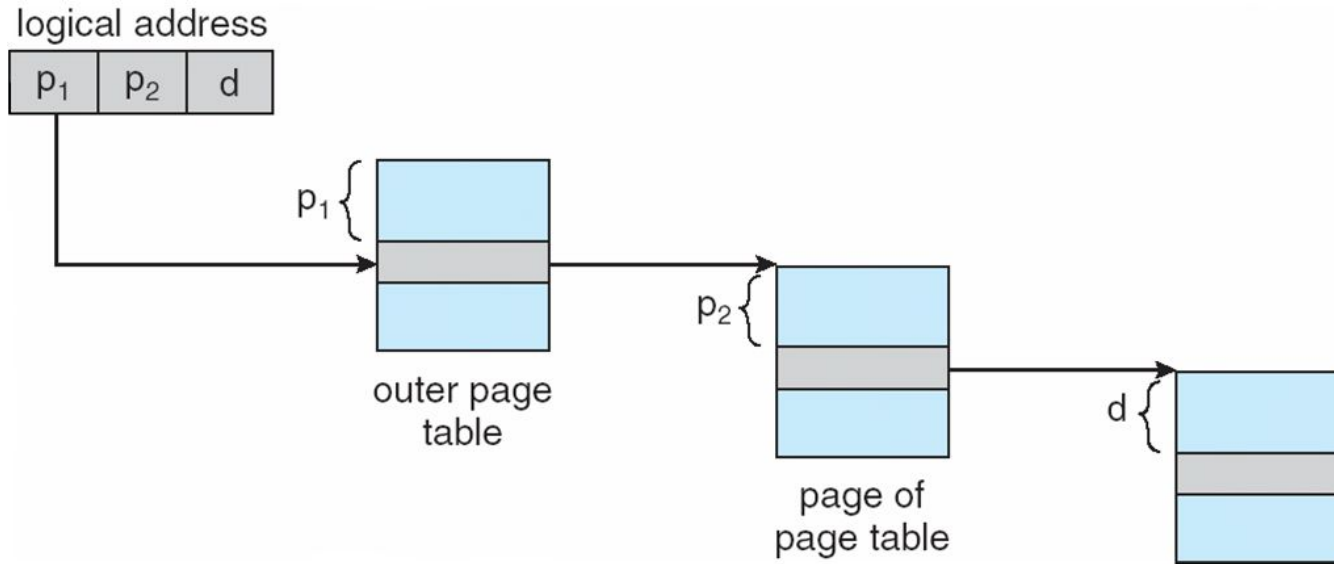 logical address
p₁ p₂ d
p₁
outer page
table
p₂
page of
page table
d